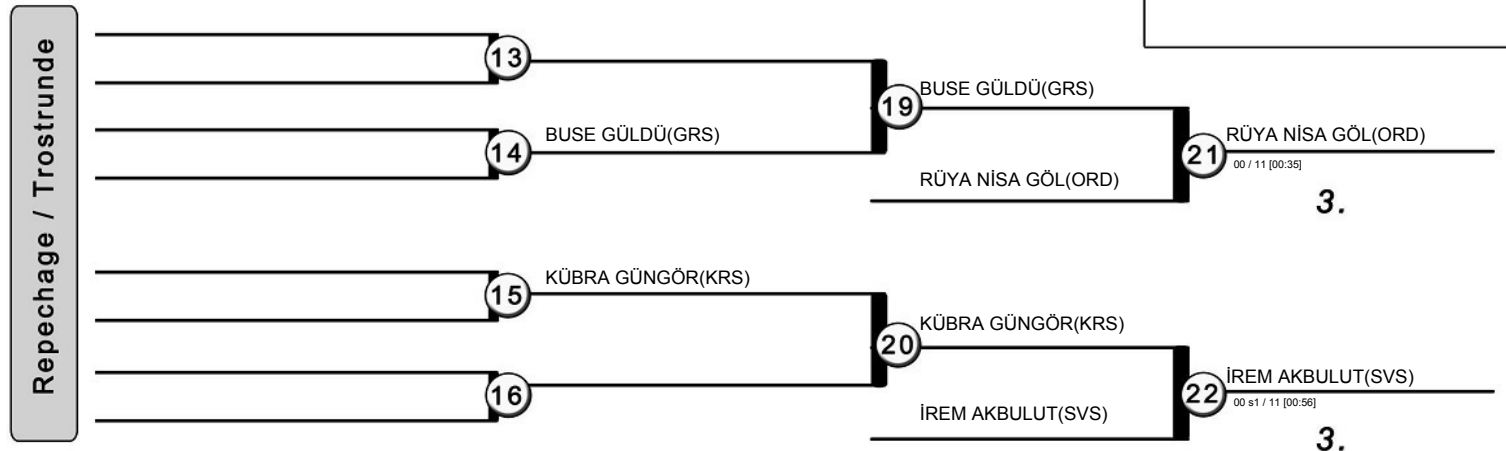 Repechage / Trostrunde
13
BUSE GÜLDÜ(GRS)
14
BUSE GÜLDÜ(GRS)
19
RÜYA NİSA GÖL(ORD)
RÜYA NİSA GÖL(ORD)
21
00 / 11 [00:35]
3.
KÜBRA GÜNGÖR(KRS)
15
KÜBRA GÜNGÖR(KRS)
20
16
İREM AKBULUT(SVS)
İREM AKBULUT(SVS)
22
00 s1 / 11 [00:56]
3.